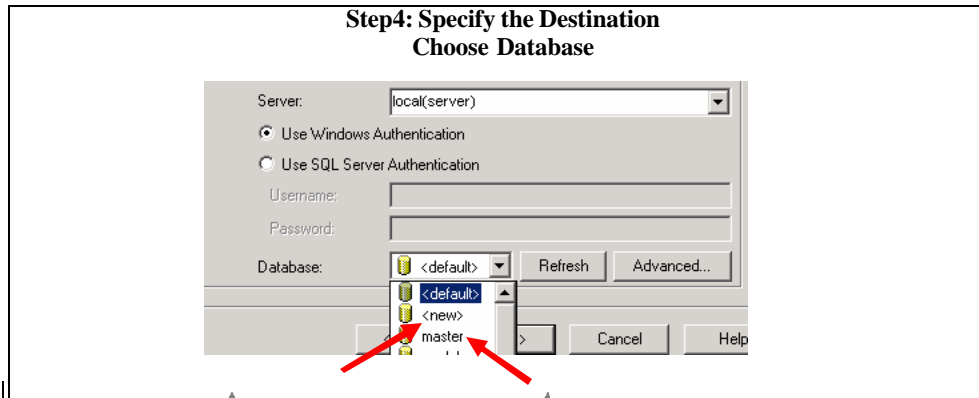 Step4: Specify the Destination
Choose Database
Server: local(server)
Use Windows Authentication
Use SQL Server Authentication
Username:
Password:
Database: <default> Refresh Advanced...
<default>
<new>
master
< > Cancel Help